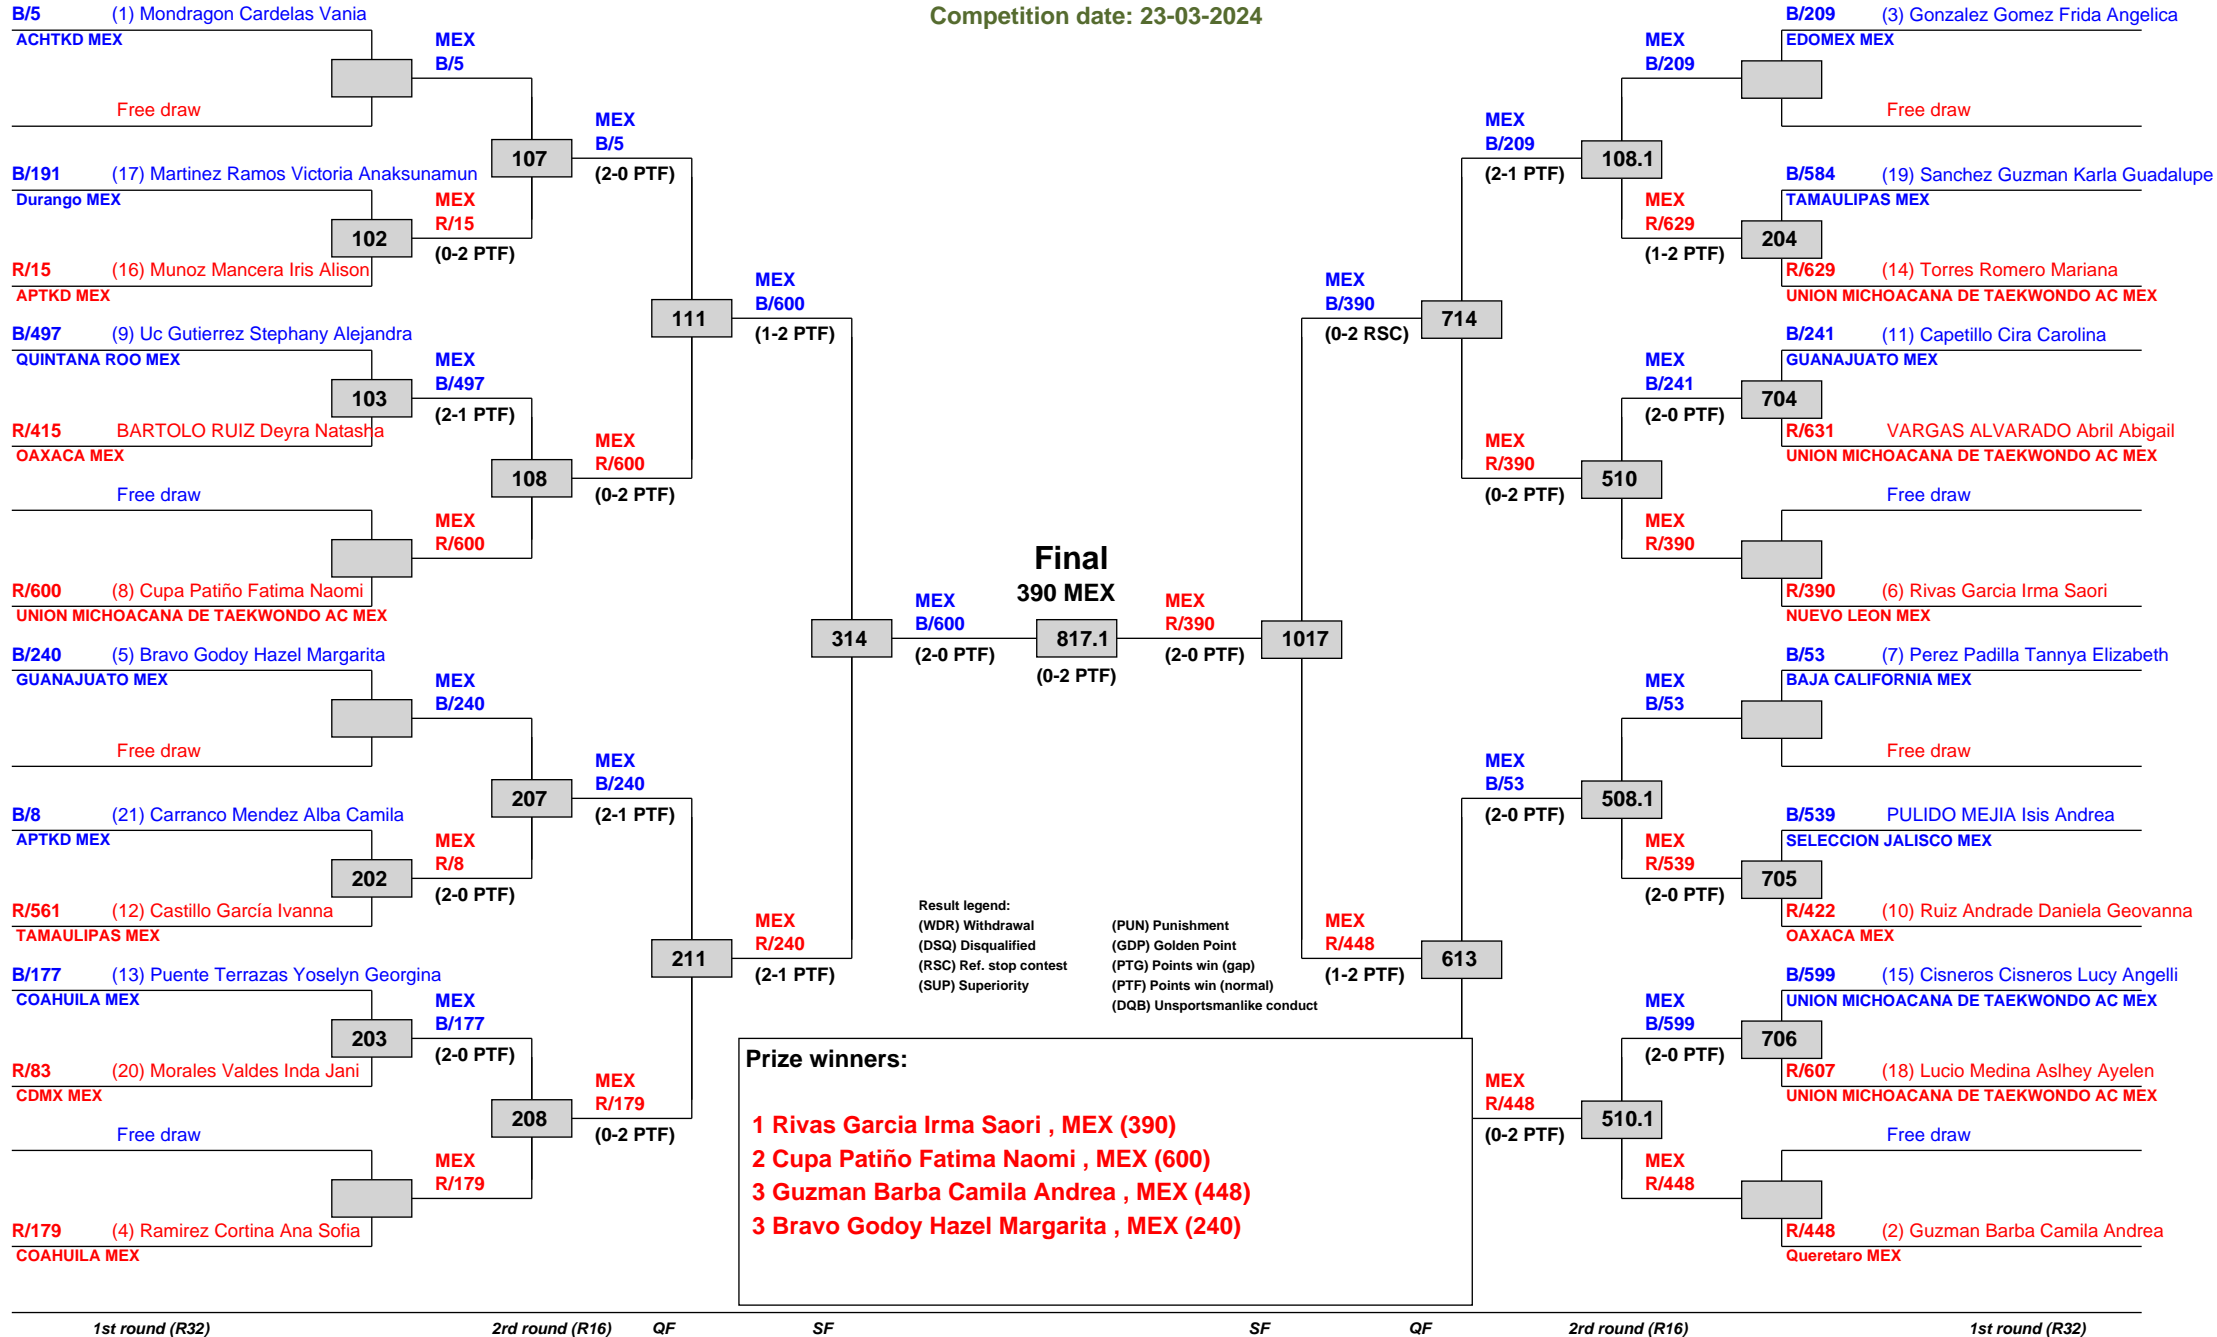 Competition date: 23-03-2024
B/5 (1) Mondragon Cardelas Vania
ACHTKD MEX
Free draw
B/191 (17) Martinez Ramos Victoria Anaksunamun
Durango MEX
102
R/15 (16) Munoz Mancera Iris Alison
APTKD MEX
B/497 (9) Uc Gutierrez Stephany Alejandra
QUINTANA ROO MEX
103
R/415 BARTOLO RUIZ Deyra Natasha
OAXACA MEX
Free draw
R/600 (8) Cupa Patiño Fatima Naomi
UNION MICHOACANA DE TAEKWONDO AC MEX
B/240 (5) Bravo Godoy Hazel Margarita
GUANAJUATO MEX
Free draw
B/8 (21) Carranco Mendez Alba Camila
APTKD MEX
202
R/561 (12) Castillo García Ivanna
TAMAULIPAS MEX
B/177 (13) Puente Terrazas Yoselyn Georgina
COAHUILA MEX
203
R/83 (20) Morales Valdes Inda Jani
CDMX MEX
Free draw
R/179 (4) Ramirez Cortina Ana Sofia
COAHUILA MEX
MEX
B/5
107
MEX
R/15
(0-2 PTF)
MEX
B/497
(2-1 PTF)
108
MEX
R/600
MEX
B/240
207
MEX
R/8
(2-0 PTF)
MEX
B/177
(2-0 PTF)
208
MEX
R/179
MEX
B/5
(2-0 PTF)
111
MEX
R/600
(0-2 PTF)
MEX
B/240
(2-1 PTF)
211
MEX
R/179
(0-2 PTF)
MEX
B/600
(1-2 PTF)
314
MEX
R/240
(2-1 PTF)
MEX
B/600
(2-0 PTF)
Final
390 MEX
817.1
(0-2 PTF)
MEX
R/390
(2-0 PTF)
1017
MEX
B/390
(0-2 RSC)
714
MEX
R/448
(1-2 PTF)
613
MEX
B/209
(2-1 PTF)
108.1
MEX
R/390
(0-2 PTF)
510
MEX
B/53
(2-0 PTF)
508.1
MEX
R/448
(0-2 PTF)
510.1
MEX
B/209
MEX
R/629
(1-2 PTF)
MEX
B/241
(2-0 PTF)
MEX
R/390
MEX
B/53
MEX
R/539
(2-0 PTF)
MEX
B/599
(2-0 PTF)
MEX
R/448
B/209 (3) Gonzalez Gomez Frida Angelica
EDOMEX MEX
Free draw
B/584 (19) Sanchez Guzman Karla Guadalupe
TAMAULIPAS MEX
204
R/629 (14) Torres Romero Mariana
UNION MICHOACANA DE TAEKWONDO AC MEX
B/241 (11) Capetillo Cira Carolina
GUANAJUATO MEX
704
R/631 VARGAS ALVARADO Abril Abigail
UNION MICHOACANA DE TAEKWONDO AC MEX
Free draw
R/390 (6) Rivas Garcia Irma Saori
NUEVO LEON MEX
B/53 (7) Perez Padilla Tannya Elizabeth
BAJA CALIFORNIA MEX
Free draw
B/539 PULIDO MEJIA Isis Andrea
SELECCION JALISCO MEX
705
R/422 (10) Ruiz Andrade Daniela Geovanna
OAXACA MEX
B/599 (15) Cisneros Cisneros Lucy Angelli
UNION MICHOACANA DE TAEKWONDO AC MEX
706
R/607 (18) Lucio Medina Aslhey Ayelen
UNION MICHOACANA DE TAEKWONDO AC MEX
Free draw
R/448 (2) Guzman Barba Camila Andrea
Queretaro MEX
Result legend:
(WDR) Withdrawal (PUN) Punishment
(DSQ) Disqualified (GDP) Golden Point
(RSC) Ref. stop contest (PTG) Points win (gap)
(SUP) Superiority (PTF) Points win (normal)
(DQB) Unsportsmanlike conduct
Prize winners:
1 Rivas Garcia Irma Saori , MEX (390)
2 Cupa Patiño Fatima Naomi , MEX (600)
3 Guzman Barba Camila Andrea , MEX (448)
3 Bravo Godoy Hazel Margarita , MEX (240)
1st round (R32) 2rd round (R16) QF SF SF QF 2rd round (R16) 1st round (R32)